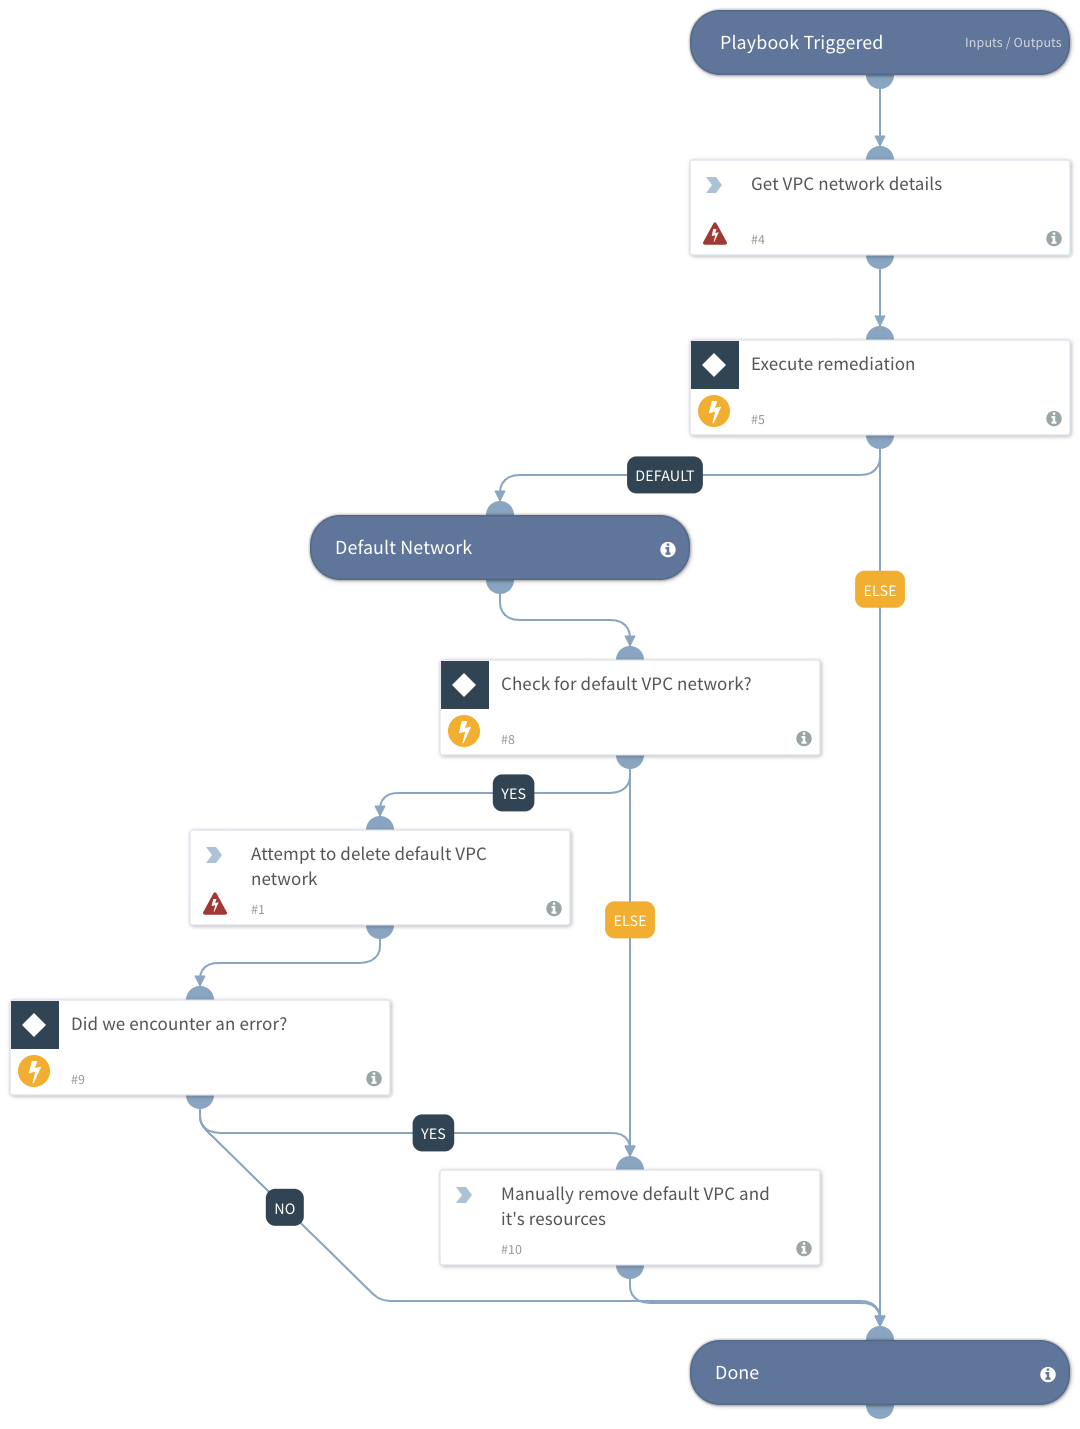 Playbook Triggered
Inputs / Outputs
Get VPC network details
#4
Execute remediation
#5
DEFAULT
Default Network
ELSE
Check for default VPC network?
#8
YES
Attempt to delete default VPC
network
#1
ELSE
Did we encounter an error?
#9
YES
Manually remove default VPC and
it's resources
#10
NO
Done